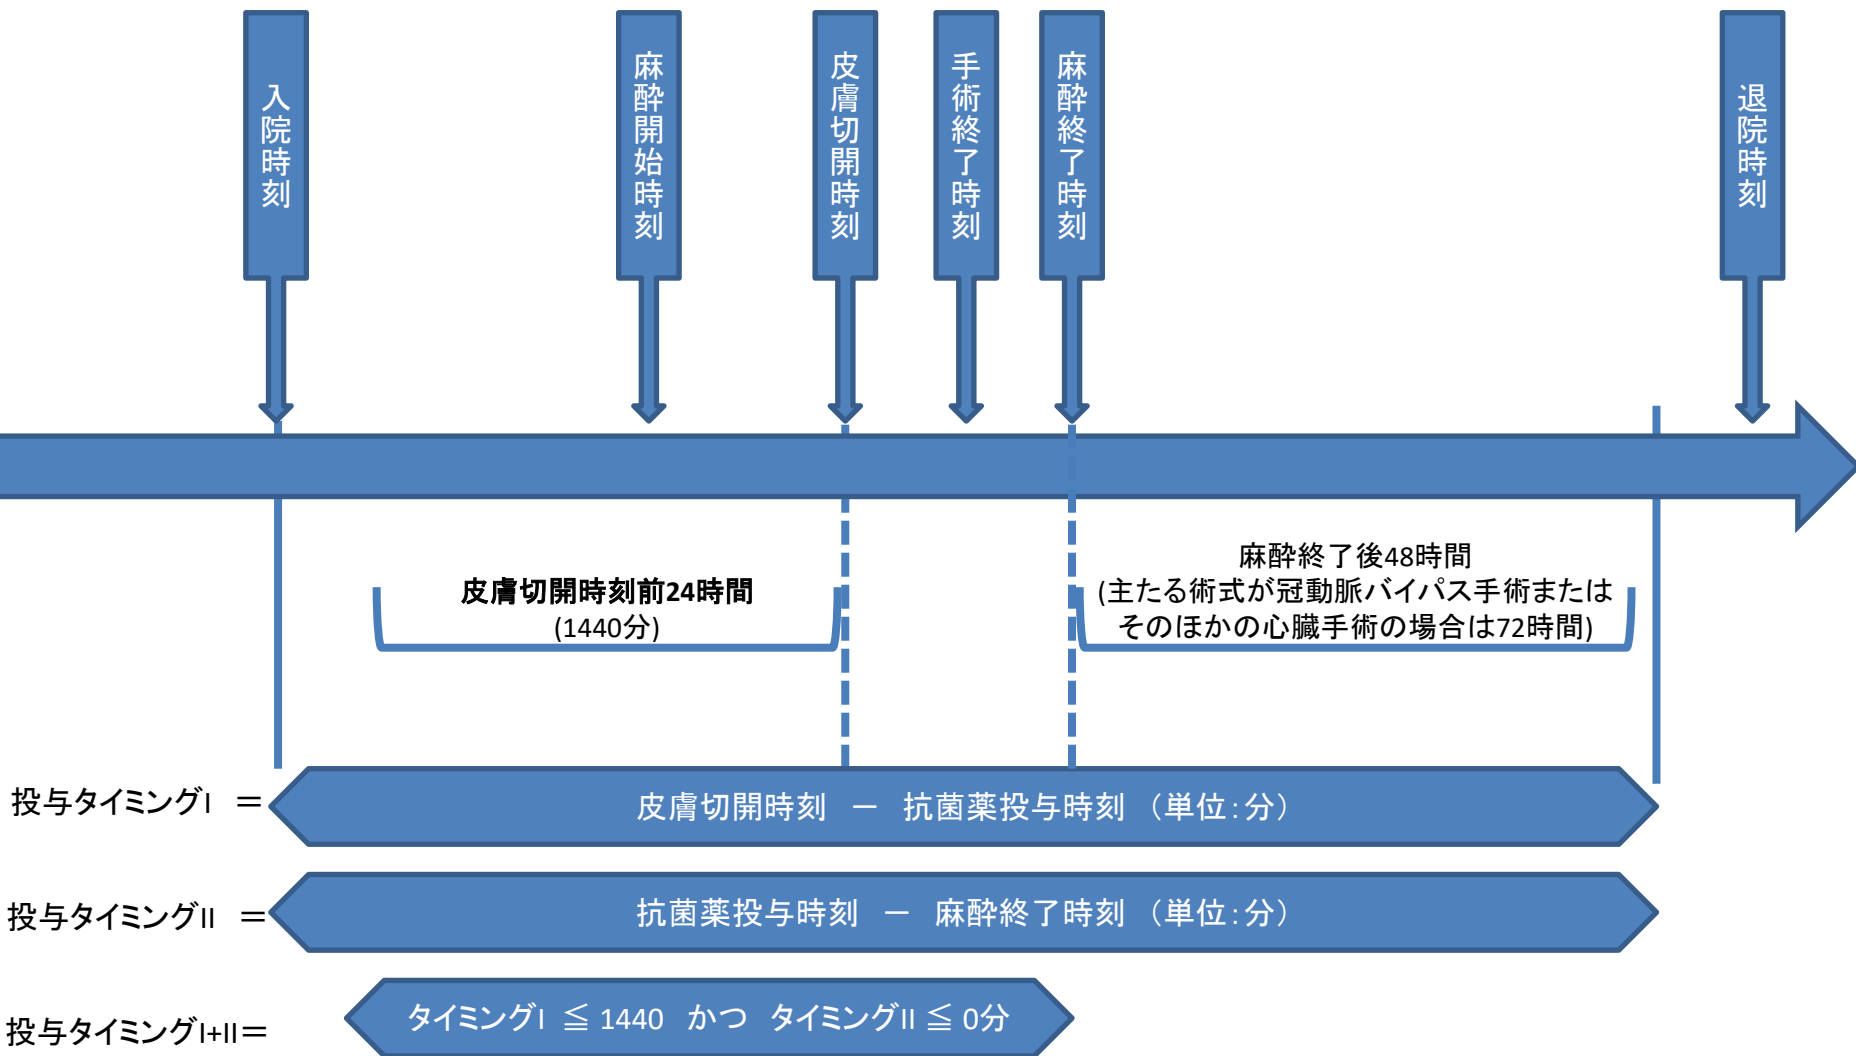 入院時刻
麻酔開始時刻
皮膚切開時刻
手術終了時刻
麻酔終了時刻
退院時刻
皮膚切開時刻前24時間
(1440分)
麻酔終了後48時間
(主たる術式が冠動脈バイパス手術または
そのほかの心臓手術の場合は72時間)
投与タイミングI ＝
皮膚切開時刻 － 抗菌薬投与時刻 （単位：分）
投与タイミングII ＝
抗菌薬投与時刻 － 麻酔終了時刻 （単位：分）
投与タイミングI+II＝
タイミングI ≦ 1440 かつ タイミングII ≦ 0分